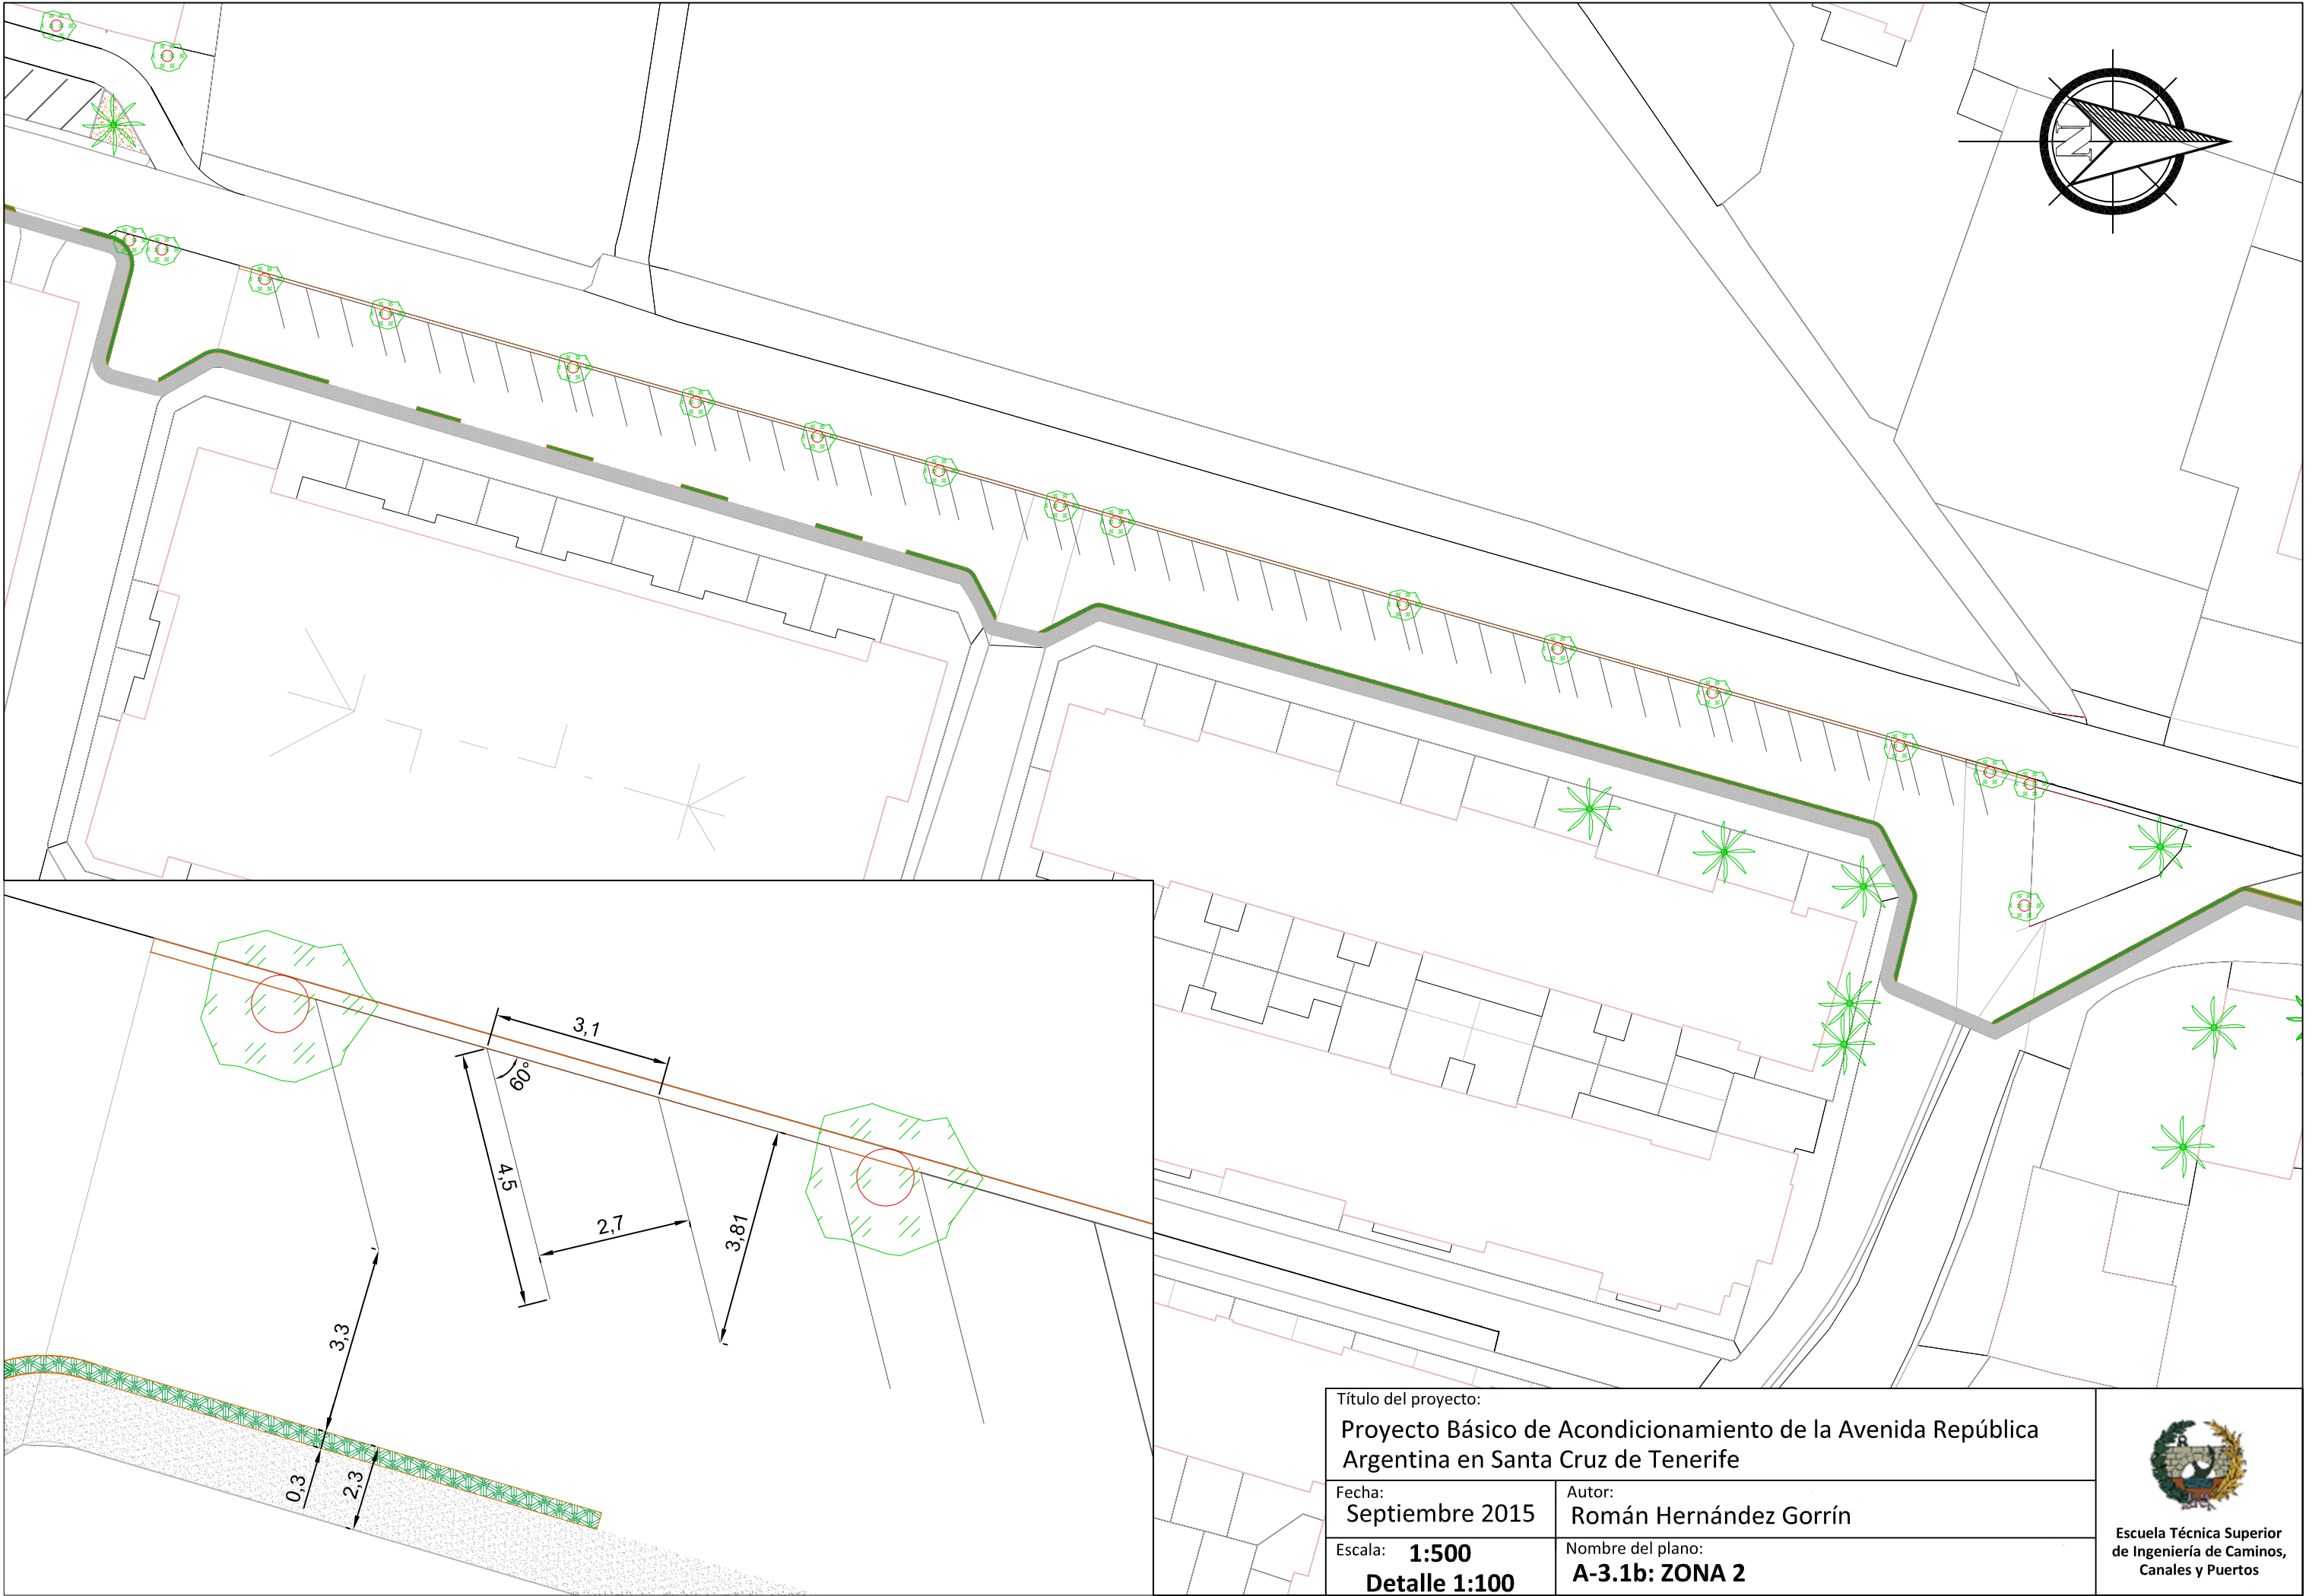 N
3,1
60°
4,5
2,7
3,81
3,3
0,3
2,3
Título del proyecto:
Proyecto Básico de Acondicionamiento de la Avenida República
Argentina en Santa Cruz de Tenerife
Fecha:
Septiembre 2015
Autor:
Román Hernández Gorrín
Escala: 1:500
Detalle 1:100
Nombre del plano:
A-3.1b: ZONA 2
Escuela Técnica Superior
de Ingeniería de Caminos,
Canales y Puertos